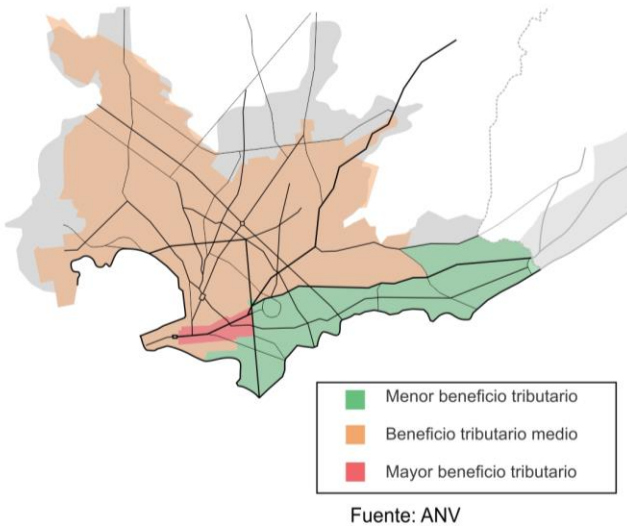 Menor beneficio tributario
Beneficio tributario medio
Mayor beneficio tributario
Fuente: ANV